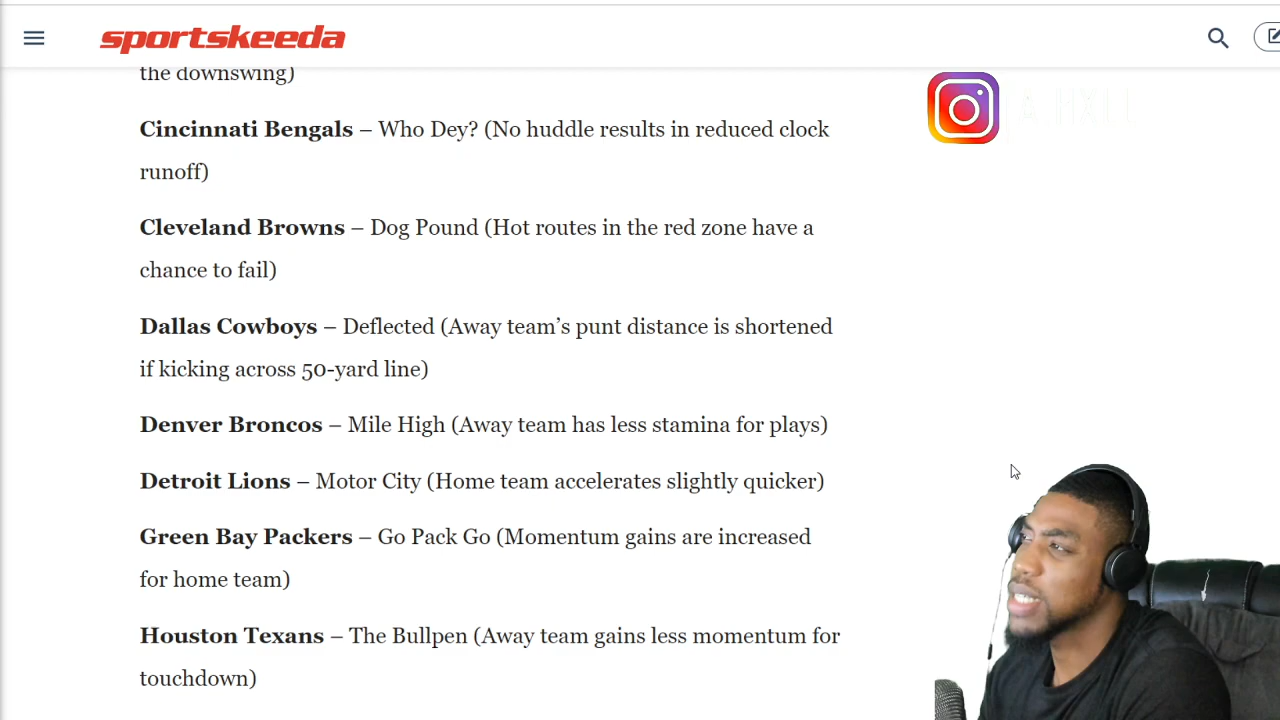 sportskeeda
the downswing)
Cincinnati Bengals – Who Dey? (No huddle results in reduced clock
runoff)
Cleveland Browns – Dog Pound (Hot routes in the red zone have a
chance to fail)
Dallas Cowboys – Deflected (Away team’s punt distance is shortened
if kicking across 50-yard line)
Denver Broncos – Mile High (Away team has less stamina for plays)
Detroit Lions – Motor City (Home team accelerates slightly quicker)
Green Bay Packers – Go Pack Go (Momentum gains are increased
for home team)
Houston Texans – The Bullpen (Away team gains less momentum for
touchdown)